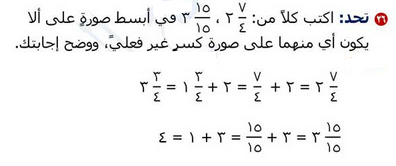 ٢٦ تحد: اكتب كلاً من: ٢ ٧/٤ ، ٣ ١٥/١٥ في أبسط صورة على ألا
يكون أي منهما على صورة كسر غير فعلي، ووضح إجابتك.
٢ ٧/٤ = ٢ + ٧/٤ = ٢ + ١ ٣/٤ = ٣ ٣/٤
٣ ١٥/١٥ = ٣ + ١٥/١٥ = ٣ + ١ = ٤